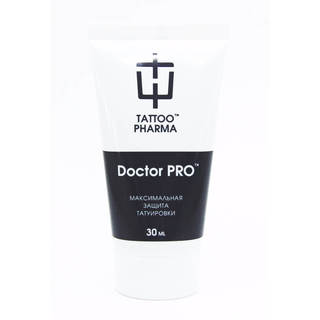 TATTOO™
PHARMA
Doctor PRO™
МАКСИМАЛЬНАЯ
ЗАЩИТА
ТАТУИРОВКИ
30 ML